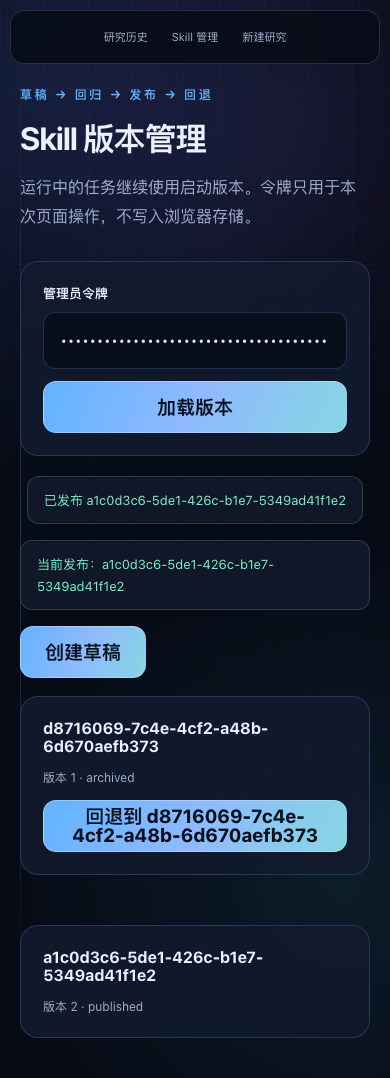 研究历史 Skill 管理 新建研究
草稿 → 回归 → 发布 → 回退
Skill 版本管理
运行中的任务继续使用启动版本。令牌只用于本
次页面操作，不写入浏览器存储。
管理员令牌
••••••••••••••••••••••••••••••••••••
加载版本
已发布 a1c0d3c6-5de1-426c-b1e7-5349ad41f1e2
当前发布：a1c0d3c6-5de1-426c-b1e7-
5349ad41f1e2
创建草稿
d8716069-7c4e-4cf2-a48b-
6d670aefb373
版本 1 · archived
回退到 d8716069-7c4e-
4cf2-a48b-6d670aefb373
a1c0d3c6-5de1-426c-b1e7-
5349ad41f1e2
版本 2 · published